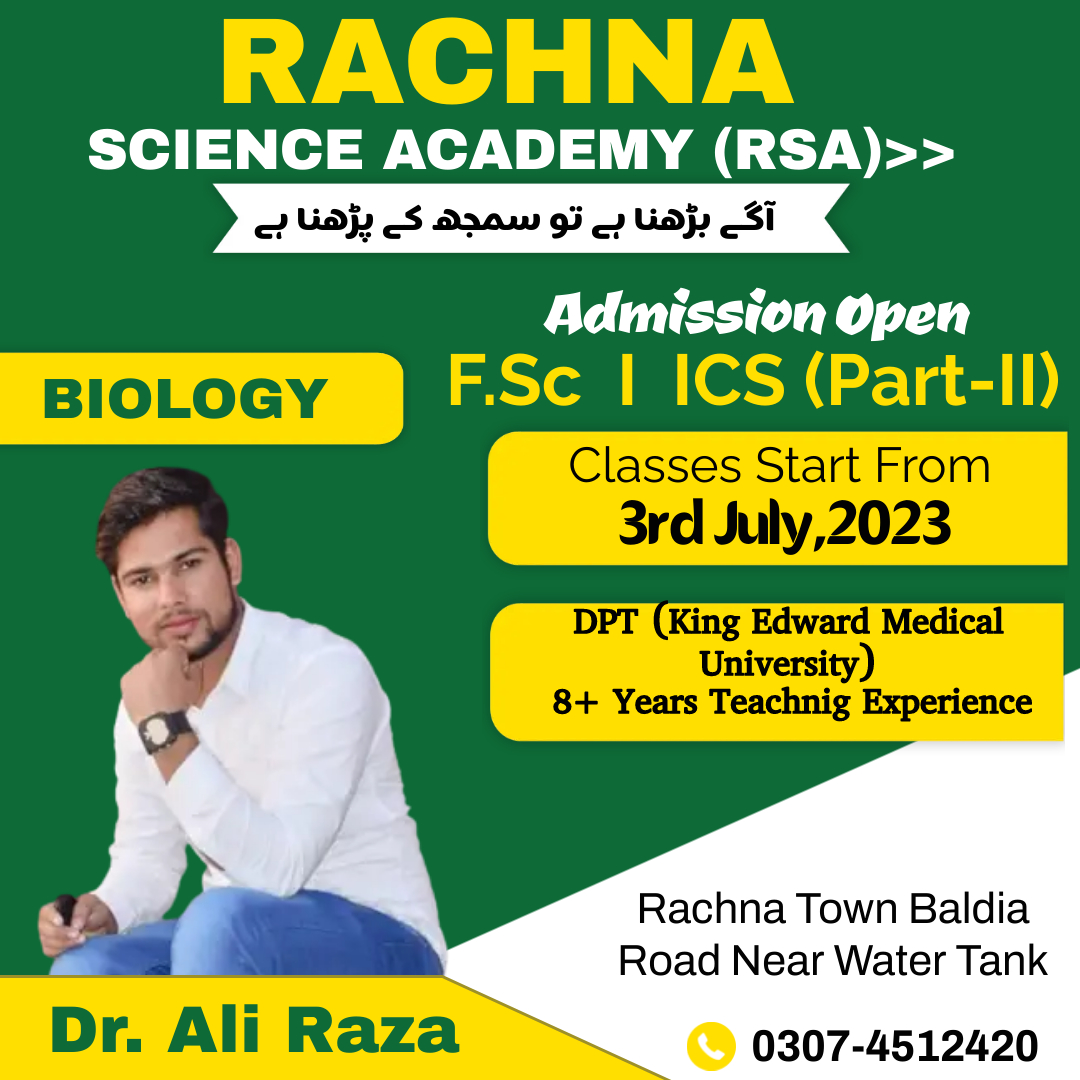 RACHNA
SCIENCE ACADEMY (RSA)>>
آگے بڑھنا ہے تو سمجھ کے پڑھنا ہے
Admission Open
F.Sc I ICS (Part-II)
BIOLOGY
Classes Start From
3rd July,2023
DPT (King Edward Medical
University)
8+ Years Teachnig Experience
Rachna Town Baldia
Road Near Water Tank
Dr. Ali Raza
0307-4512420